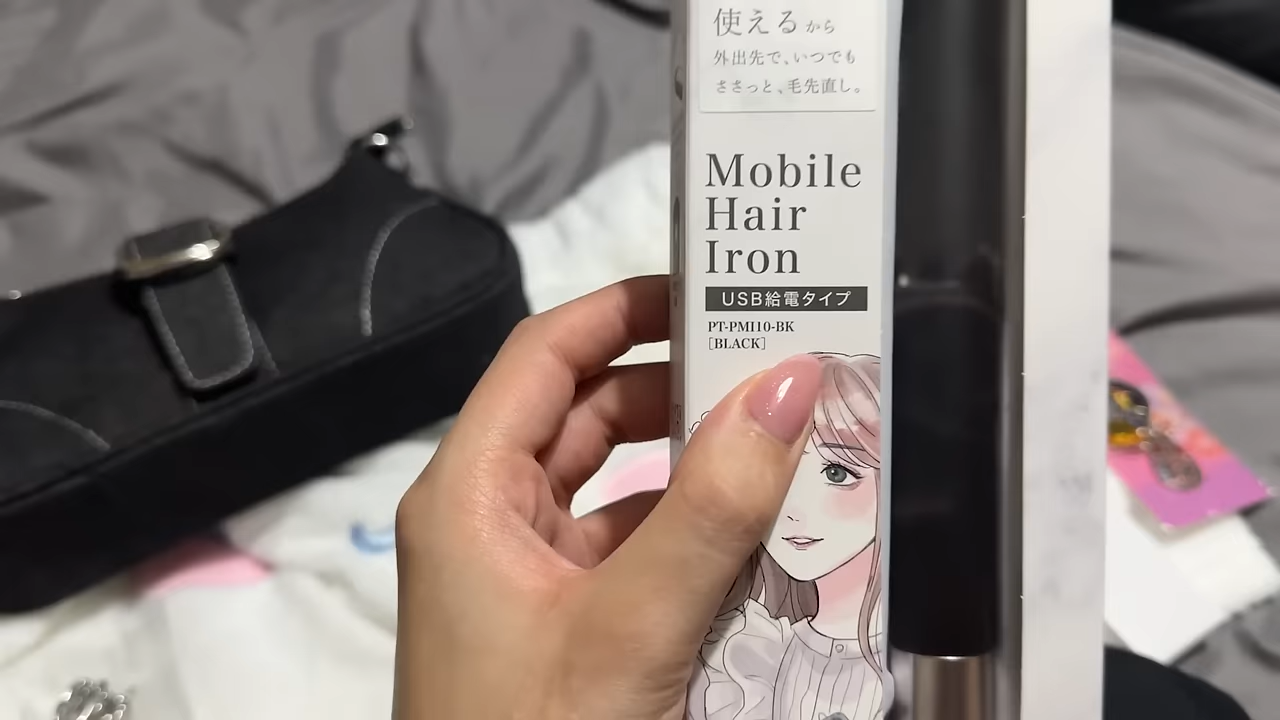 使えるから
外出先で、いつでも
ささっと、毛先直し。
Mobile
Hair
Iron
USB給電タイプ
PT-PMI10-BK
[BLACK]